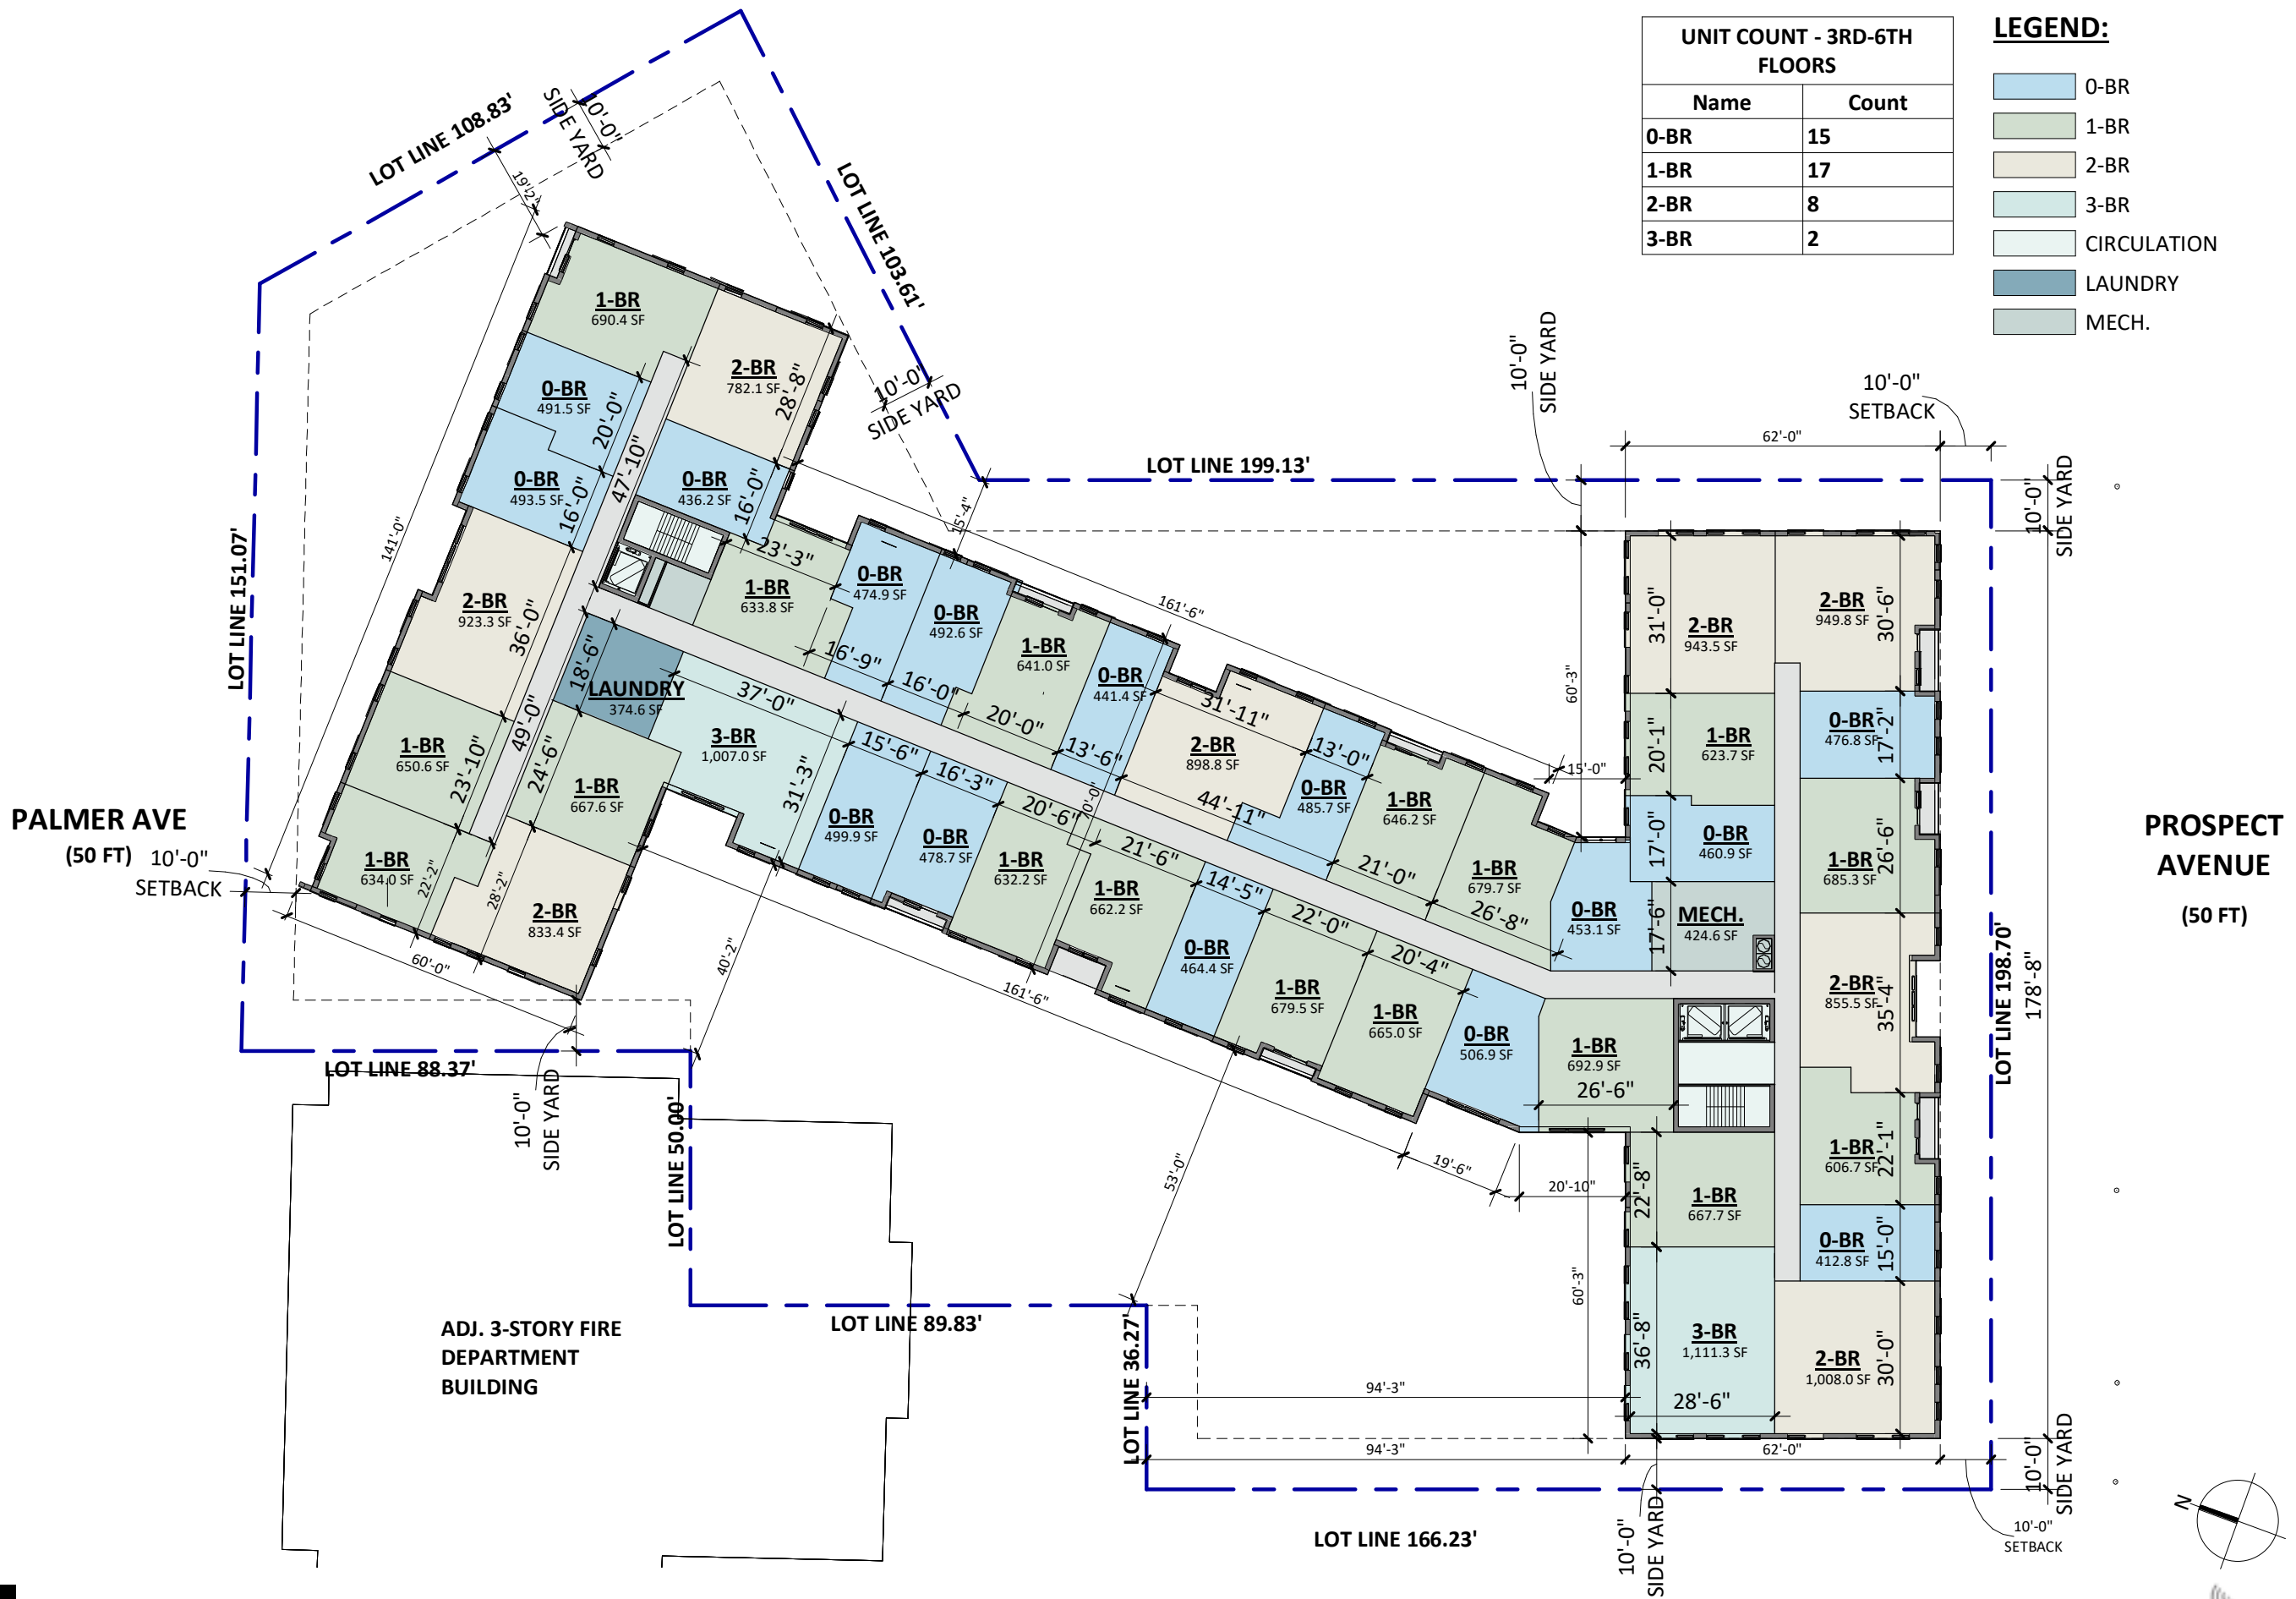 UNIT COUNT - 3RD-6TH
FLOORS
Name Count
0-BR 15
1-BR 17
2-BR 8
3-BR 2
LEGEND:
0-BR
1-BR
2-BR
3-BR
CIRCULATION
LAUNDRY
MECH.
LOT LINE 108.83'
10'-0"
SIDE YARD
19'-2"
LOT LINE 103.61'
10'-0"
SIDE YARD
LOT LINE 151.07'
141'-0"
1-BR
690.4 SF
2-BR
782.1 SF
28'-8"
0-BR
491.5 SF
20'-0"
47'-10"
0-BR
493.5 SF
16'-0"
0-BR
436.2 SF
16'-0"
2-BR
923.3 SF
36'-0"
1-BR
650.6 SF
23'-10"
49'-0"
1-BR
634.0 SF
22'-2"
28'-2"
2-BR
833.4 SF
1-BR
667.6 SF
24'-6"
LAUNDRY
374.6 SF
18'-6"
23'-3"
1-BR
633.8 SF
0-BR
474.9 SF
16'-9"
0-BR
492.6 SF
16'-0"
1-BR
641.0 SF
20'-0"
0-BR
441.4 SF
13'-6"
2-BR
898.8 SF
31'-11"
44'-11"
0-BR
485.7 SF
13'-0"
1-BR
646.2 SF
21'-0"
1-BR
679.7 SF
26'-8"
0-BR
453.1 SF
37'-0"
3-BR
1,007.0 SF
31'-3"
15'-6"
0-BR
499.9 SF
16'-3"
0-BR
478.7 SF
20'-6"
1-BR
632.2 SF
21'-6"
1-BR
662.2 SF
14'-5"
0-BR
464.4 SF
22'-0"
1-BR
679.5 SF
20'-4"
1-BR
665.0 SF
0-BR
506.9 SF
1-BR
692.9 SF
26'-6"
15'-4"
161'-6"
161'-6"
40'-2"
53'-0"
19'-6"
20'-10"
15'-0"
60'-3"
60'-3"
LOT LINE 199.13'
10'-0"
SIDE YARD
62'-0"
10'-0"
SETBACK
10'-0"
SIDE YARD
2-BR
943.5 SF
31'-0"
2-BR
949.8 SF
30'-6"
1-BR
623.7 SF
20'-1"
0-BR
476.8 SF
17'-2"
0-BR
460.9 SF
17'-0"
1-BR
685.3 SF
26'-6"
MECH.
424.6 SF
17'-6"
2-BR
855.5 SF
35'-4"
1-BR
606.7 SF
22'-1"
1-BR
667.7 SF
22'-8"
0-BR
412.8 SF
15'-0"
3-BR
1,111.3 SF
36'-8"
28'-6"
2-BR
1,008.0 SF
30'-0"
LOT LINE 198.70'
178'-8"
PROSPECT
AVENUE
(50 FT)
PALMER AVE
(50 FT)
10'-0"
SETBACK
60'-0"
10'-0"
SIDE YARD
LOT LINE 88.37'
LOT LINE 50.00'
LOT LINE 89.83'
LOT LINE 36.27'
94'-3"
94'-3"
62'-0"
LOT LINE 166.23'
10'-0"
SIDE YARD
10'-0"
SIDE YARD
10'-0"
SETBACK
ADJ. 3-STORY FIRE
DEPARTMENT
BUILDING
N